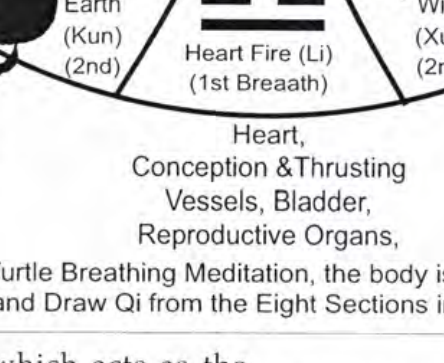 Earth
(Kun)
(2nd)
Heart Fire (Li)
(1st Breaath)
Heart,
Conception &Thrusting
Vessels, Bladder,
Reproductive Organs,
Turtle Breathing Meditation, the body is
and Draw Qi from the Eight Sections
which acts as the